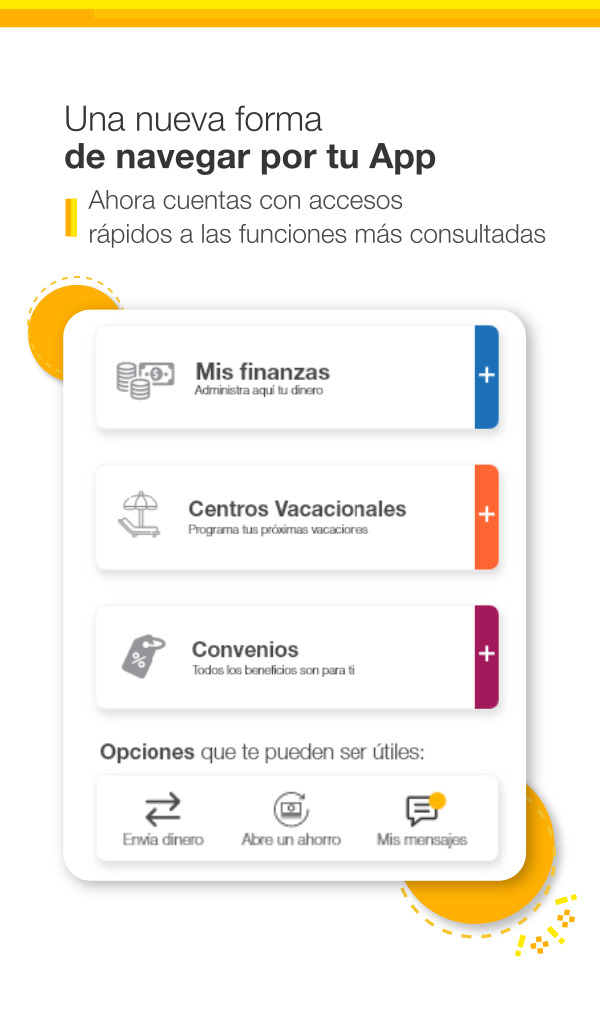 Una nueva forma
de navegar por tu App
Ahora cuentas con accesos
rápidos a las funciones más consultadas
Mis finanzas
Administra aquí tu dinero
+
Centros Vacacionales
Programa tus próximas vacaciones
+
Convenios
Todos los beneficios son para ti
+
Opciones que te pueden ser útiles:
Envía dinero Abre un ahorro Mis mensajes